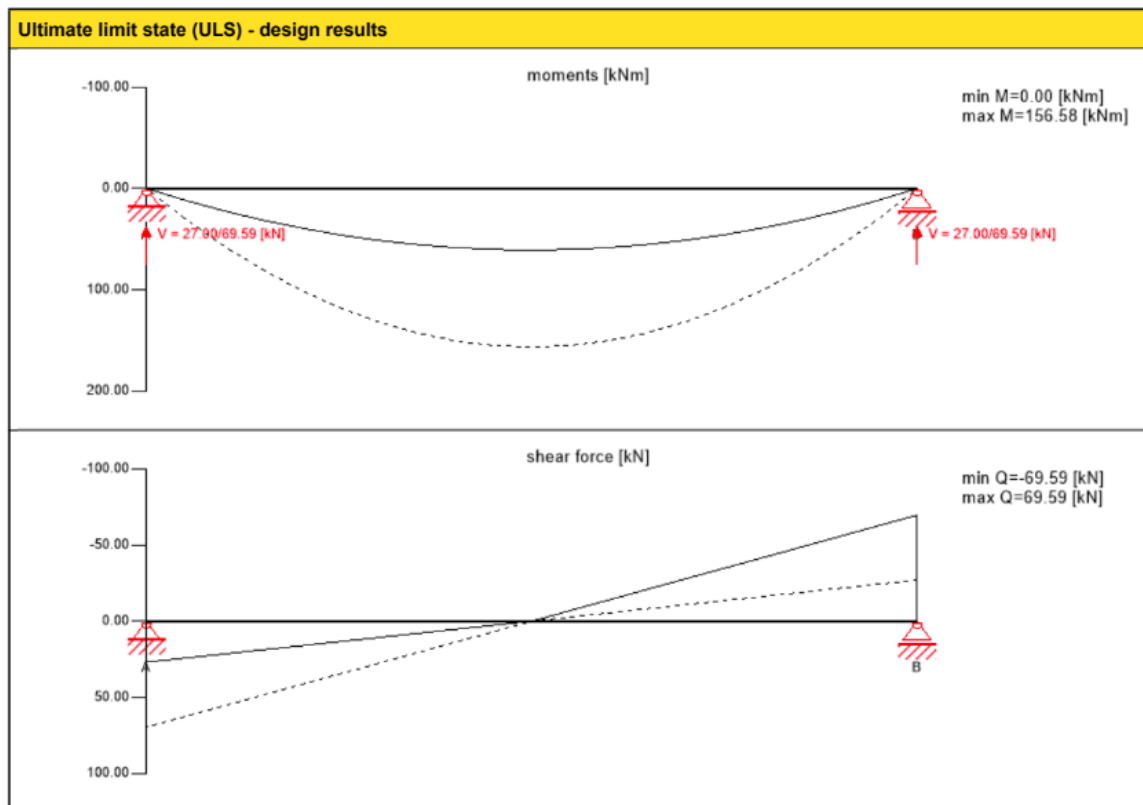 Ultimate limit state (ULS) - design results
moments [kNm]
-100.00
min M=0.00 [kNm]
max M=156.58 [kNm]
0.00
V = 27.00/69.59 [kN]
V = 27.00/69.59 [kN]
100.00
200.00
shear force [kN]
-100.00
min Q=-69.59 [kN]
max Q=69.59 [kN]
-50.00
0.00
A
B
50.00
100.00